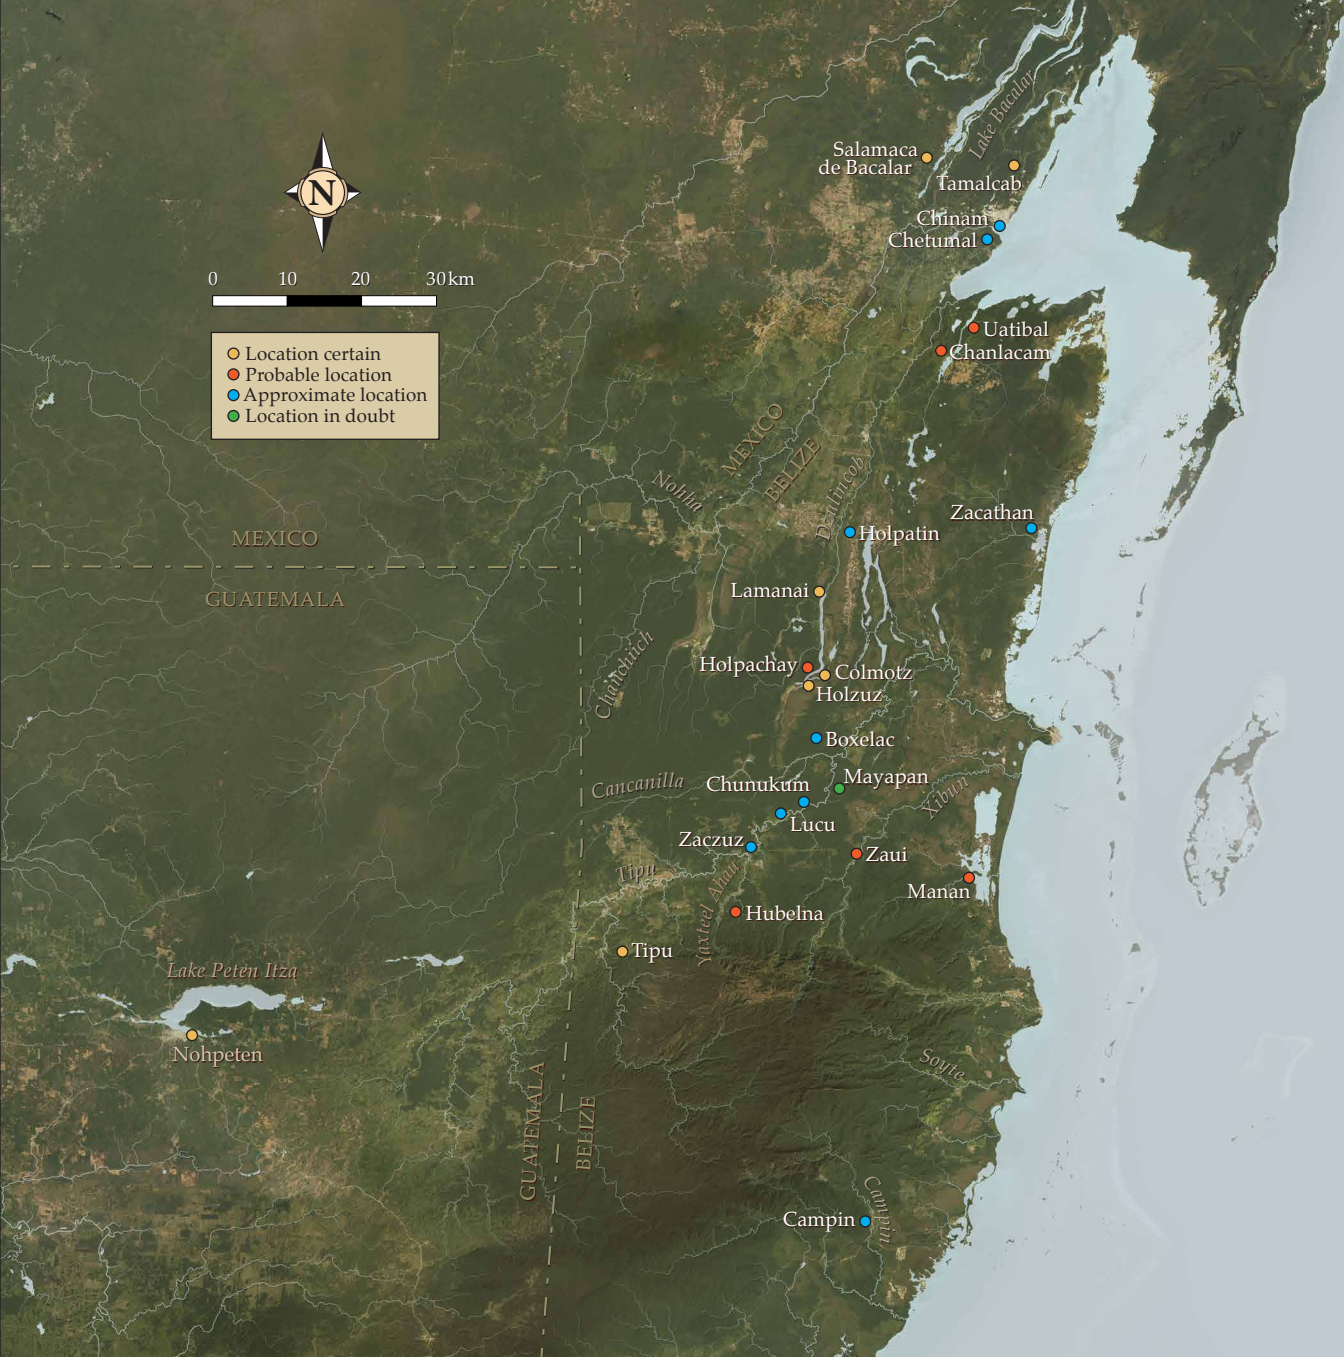 Lake Bacalar
Salamaca
de Bacalar
Tamalcab
N
Chinam
Chetumal
0 10 20 30 km
Uatibal
Chanlacam
Location certain
Probable location
Approximate location
Location in doubt
MEXICO
BELIZE
Nohha
Zacathan
Holpatin
MEXICO
GUATEMALA
Lamanai
Chanchich
Holpachay
Colmotz
Holzuz
Boxelac
Mayapan
Cancanilla
Chunukum
Xibun
Lucu
Zaczuz
Zaui
Tipu
Manan
Yaxteel Ahau
Hubelna
Tipu
Lake Peten Itza
Nohpeten
Soyte
GUATEMALA
BELIZE
Campin
Campin